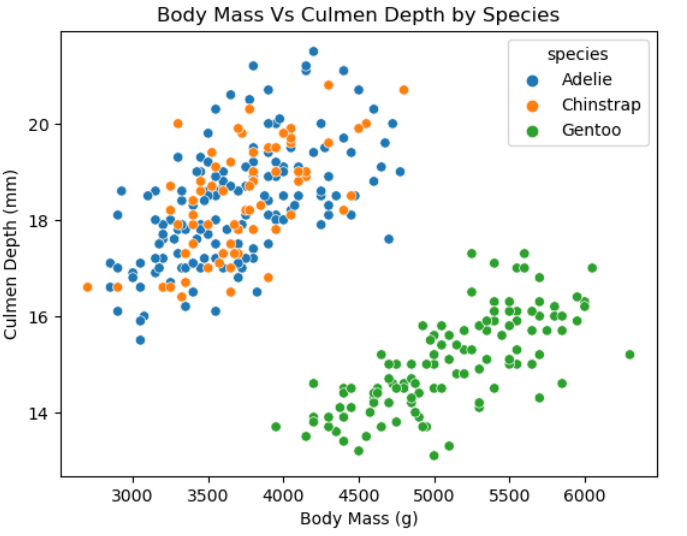 Body Mass Vs Culmen Depth by Species
species
Adelie
Chinstrap
Gentoo
Culmen Depth (mm)
20
18
16
14
3000 3500 4000 4500 5000 5500 6000
Body Mass (g)